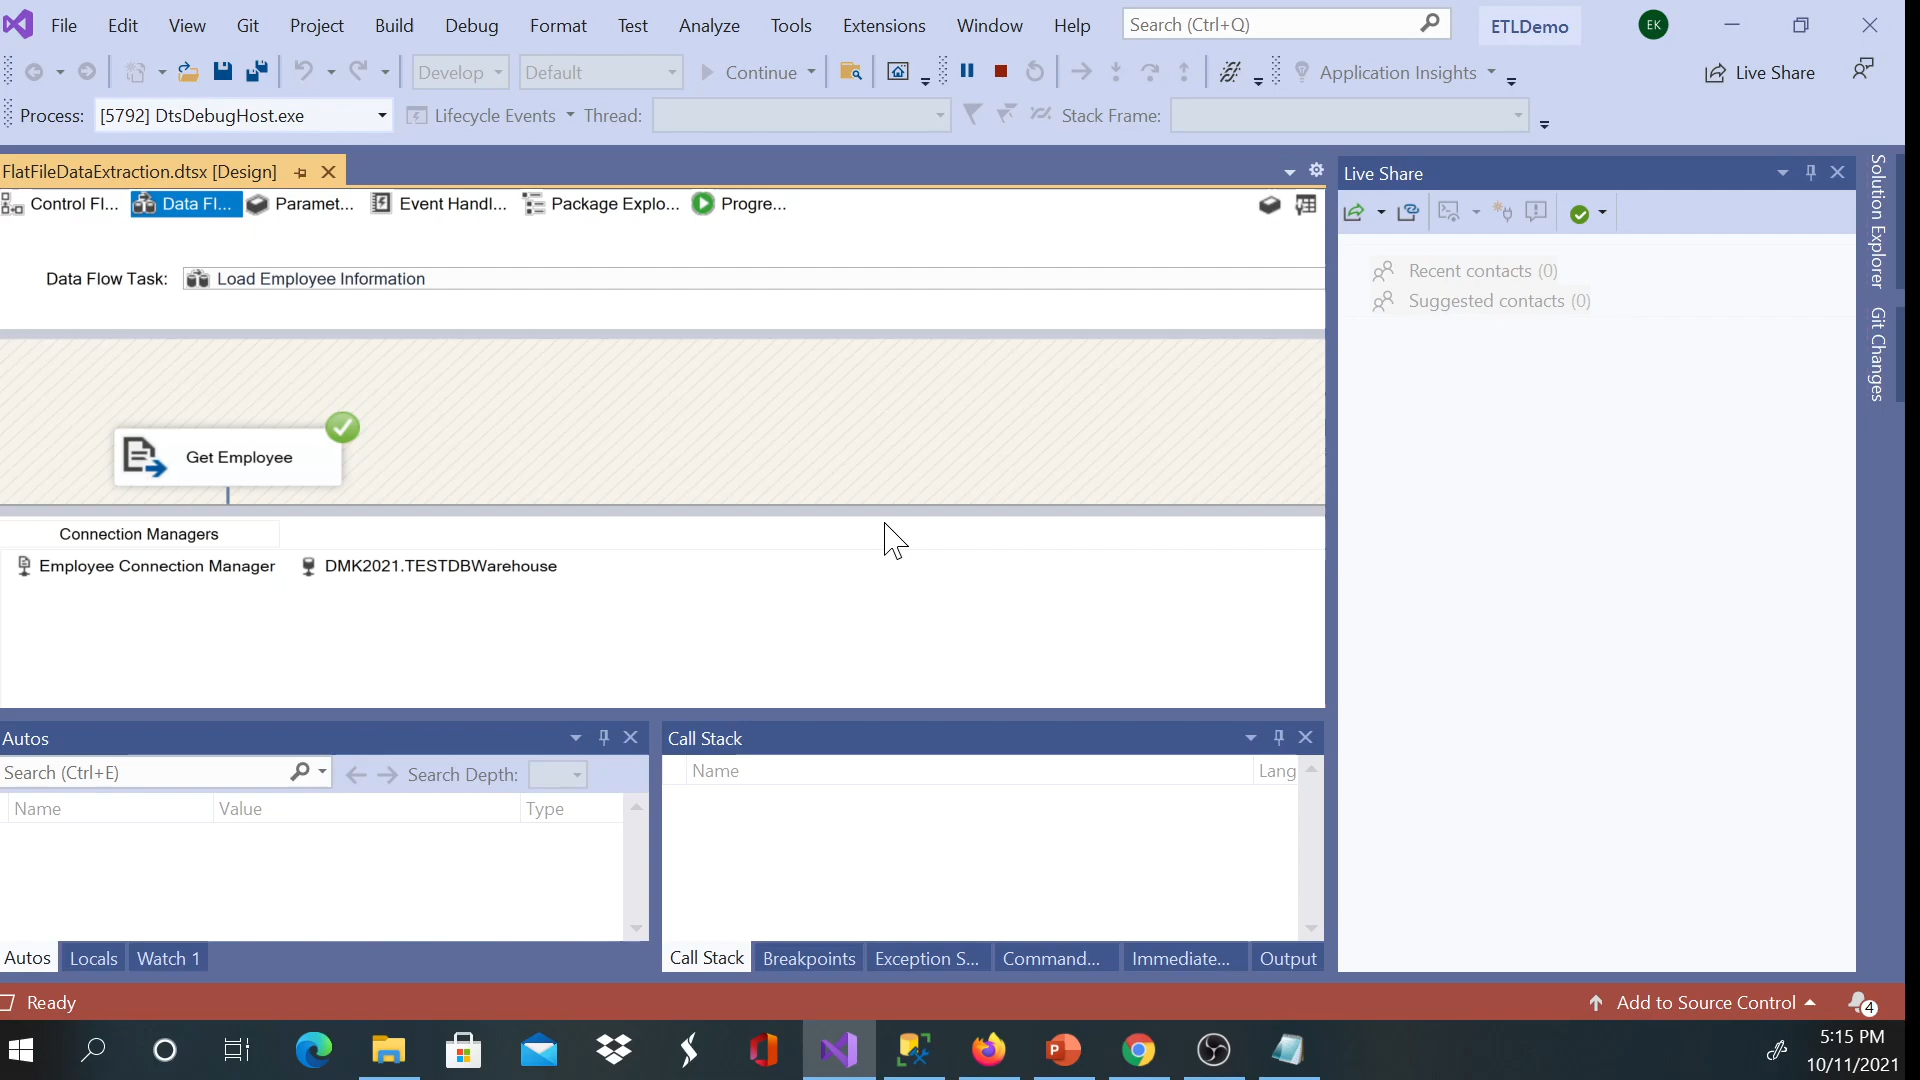 File Edit View Git Project Build Debug Format Test Analyze Tools Extensions Window Help Search (Ctrl+Q) ETLDemo EK
Develop Default Continue Application Insights Live Share
Process: [5792] DtsDebugHost.exe Lifecycle Events Thread: Stack Frame:
FlatFileDataExtraction.dtsx [Design]
Control Fl... Data Fl... Paramet... Event Handl... Package Explo... Progre...
Data Flow Task: Load Employee Information
Get Employee
Connection Managers
Employee Connection Manager DMK2021.TESTDBWarehouse
Live Share
Recent contacts (0)
Suggested contacts (0)
Solution Explorer
Git Changes
Autos
Search (Ctrl+E) Search Depth:
Name Value Type
Autos Locals Watch 1
Call Stack
Name Lang
Call Stack Breakpoints Exception S... Command... Immediate... Output
Ready Add to Source Control 4
5:15 PM
10/11/2021